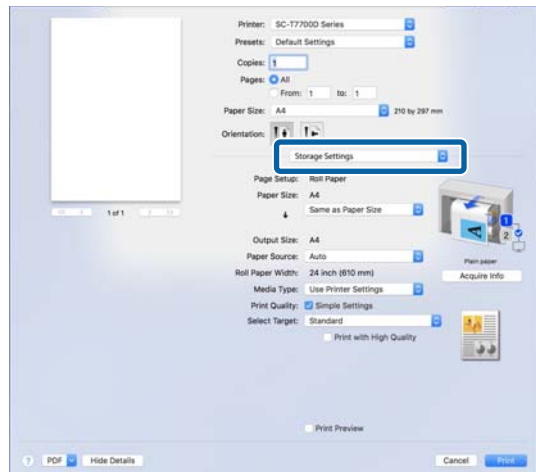 Printer: SC-T7700D Series
Presets: Default Settings
Copies: 1
Pages: All
From: 1 to: 1
Paper Size: A4 210 by 297 mm
Orientation:
Storage Settings
Page Setup: Roll Paper
Paper Size: A4
Same as Paper Size
1 of 1
Output Size: A4
1
2
Paper Source: Auto
Plain paper
Roll Paper Width: 24 inch (610 mm)
Acquire Info
Media Type: Use Printer Settings
Print Quality: Simple Settings
Select Target: Standard
Print with High Quality
Print Preview
? PDF Hide Details Cancel Print